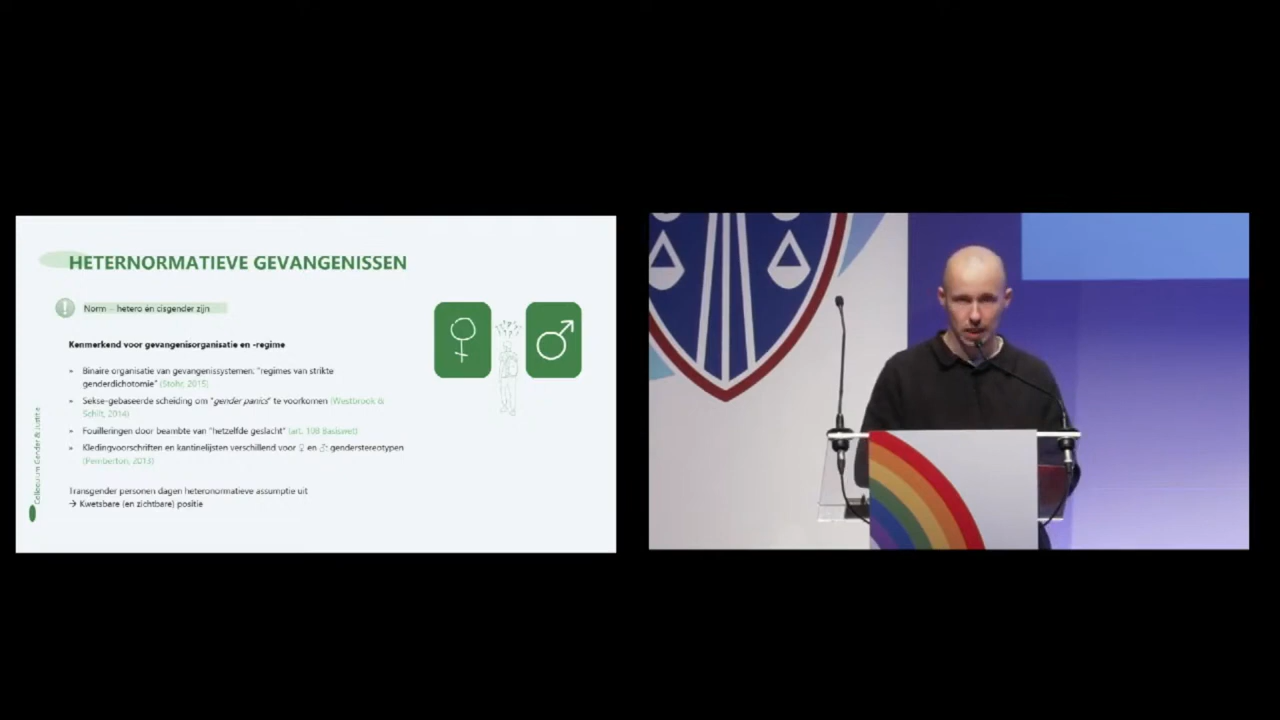 HETERNORMATIEVE GEVANGENISSEN
Norm – hetero én cisgender zijn
Kenmerkend voor gevangenisorganisatie en -regime
Binaire organisatie van gevangenissystemen, "regimes van strikte
genderdichotomie" (Stohr, 2015)
Sekse-gebaseerde scheiding om "gender panics" te voorkomen (Westbrook &
Schilt, 2014)
Fouilleringen door beambte van "hetzelfde geslacht" (art. 108 Basiswet)
Kledingvoorschriften en kantinelijsten verschillend voor ♀ en ♂: genderstereotypen
(Pemberton, 2013)
Transgender personen dagen heteronormatieve assumptie uit
→ Kwetsbare (en zichtbare) positie
Colloquium Gender & Justitie